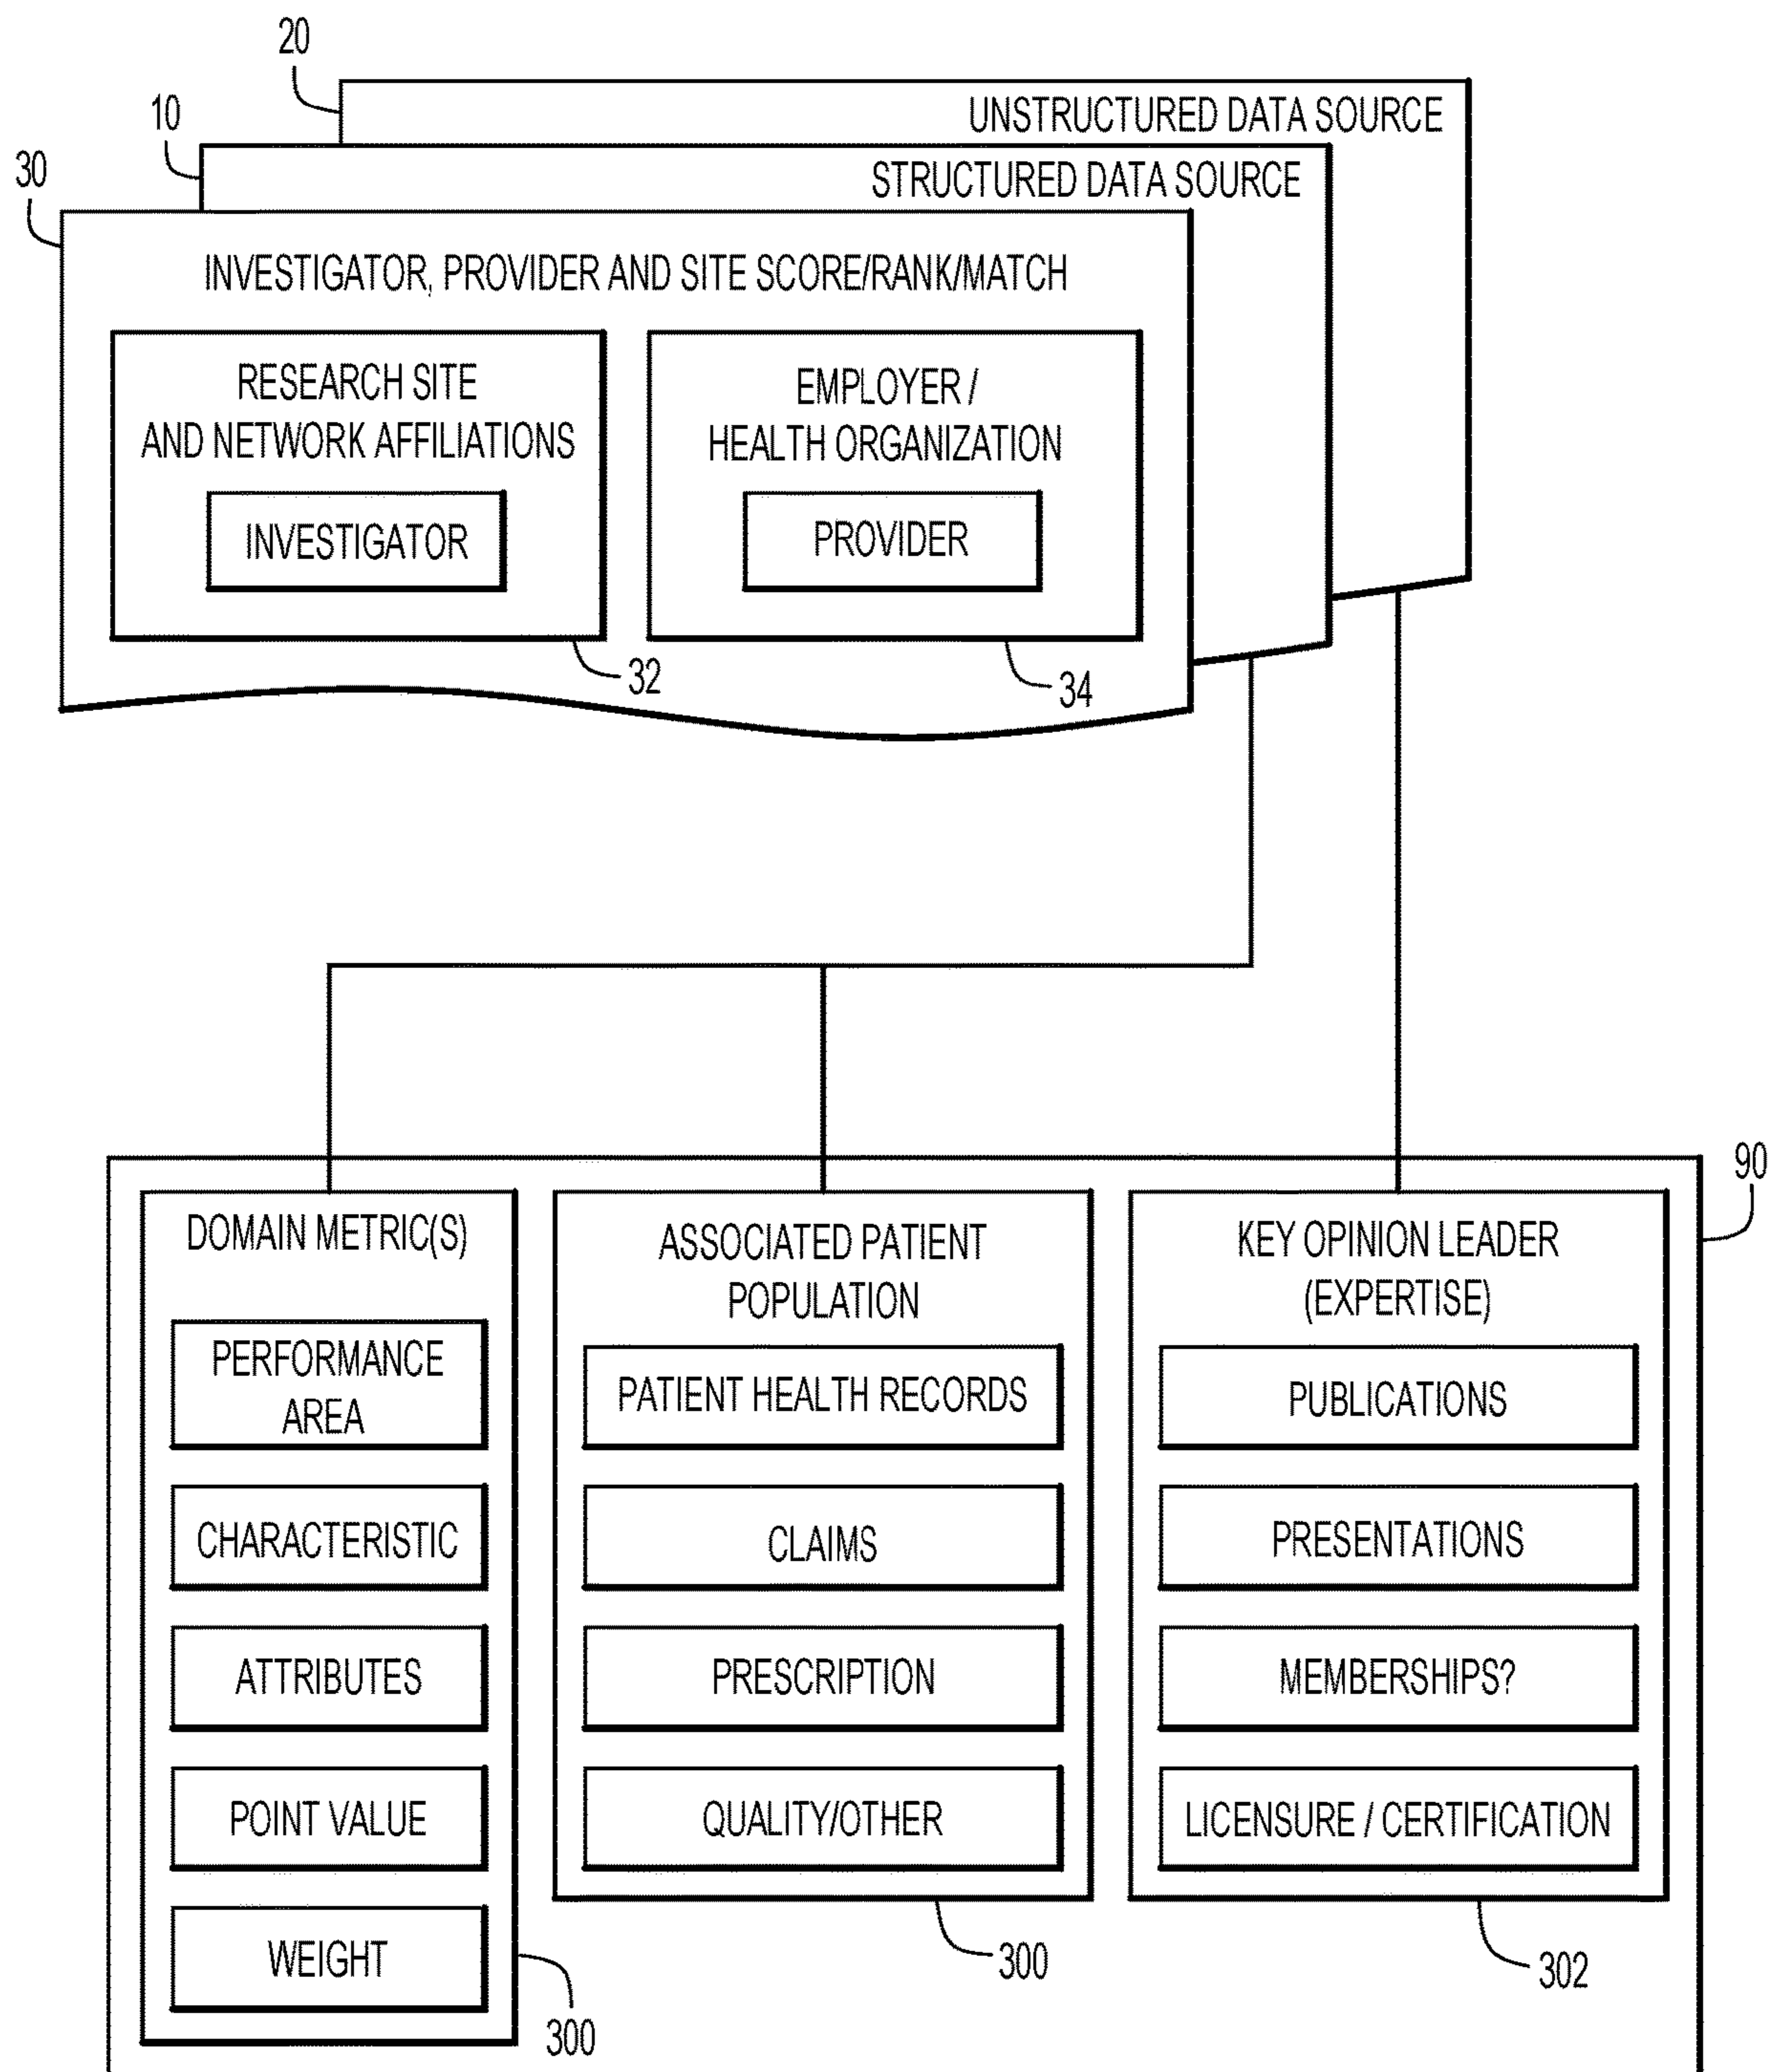 20
UNSTRUCTURED DATA SOURCE
10
STRUCTURED DATA SOURCE
30
INVESTIGATOR, PROVIDER AND SITE SCORE/RANK/MATCH
RESEARCH SITE
AND NETWORK AFFILIATIONS
INVESTIGATOR
32
EMPLOYER /
HEALTH ORGANIZATION
PROVIDER
34
90
DOMAIN METRIC(S)
PERFORMANCE
AREA
CHARACTERISTIC
ATTRIBUTES
POINT VALUE
WEIGHT
300
ASSOCIATED PATIENT
POPULATION
PATIENT HEALTH RECORDS
CLAIMS
PRESCRIPTION
QUALITY/OTHER
300
KEY OPINION LEADER
(EXPERTISE)
PUBLICATIONS
PRESENTATIONS
MEMBERSHIPS?
LICENSURE / CERTIFICATION
302